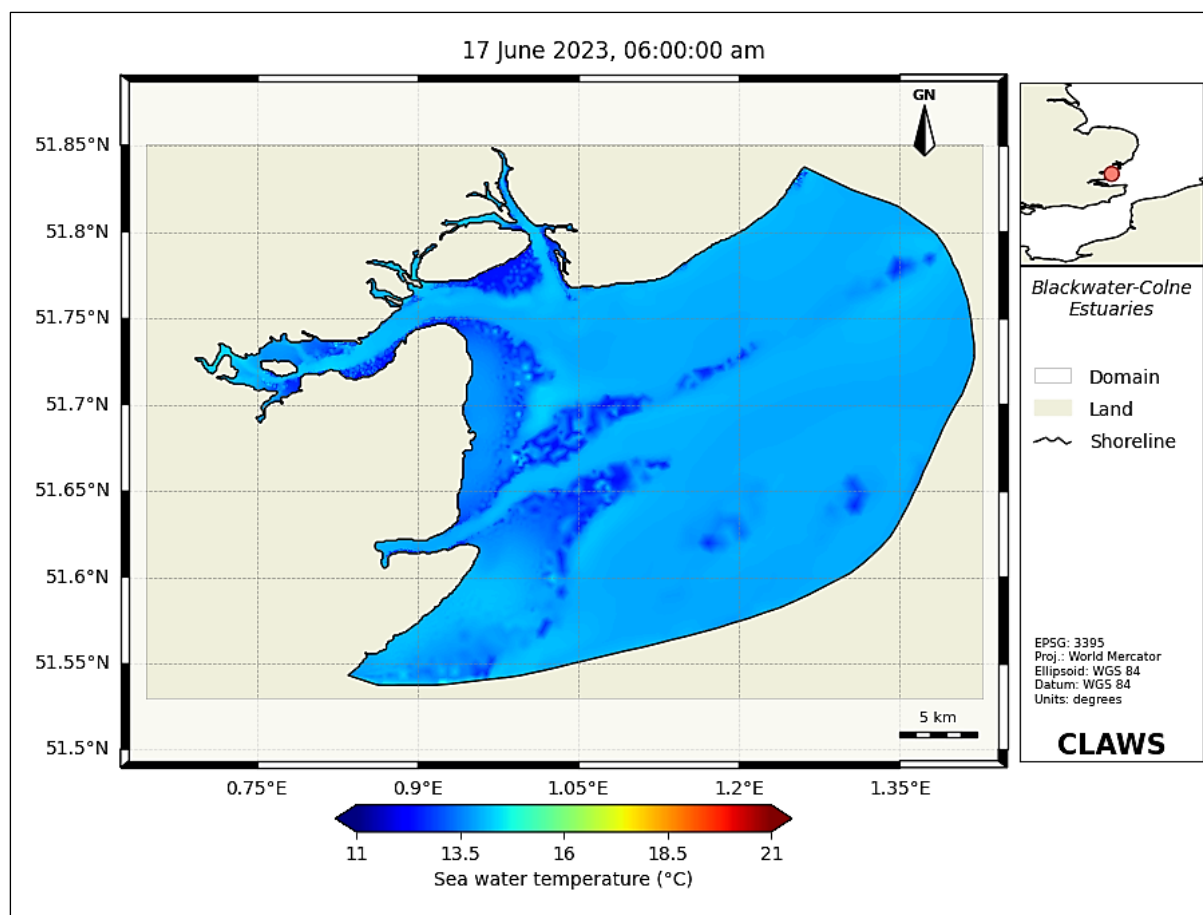 17 June 2023, 06:00:00 am
GN
51.85°N
51.8°N
51.75°N
51.7°N
51.65°N
51.6°N
51.55°N
51.5°N
0.75°E
0.9°E
1.05°E
1.2°E
1.35°E
5 km
11
13.5
16
18.5
21
Sea water temperature (°C)
Blackwater-Colne
Estuaries
Domain
Land
Shoreline
EPSG: 3395
Proj.: World Mercator
Ellipsoid: WGS 84
Datum: WGS 84
Units: degrees
CLAWS